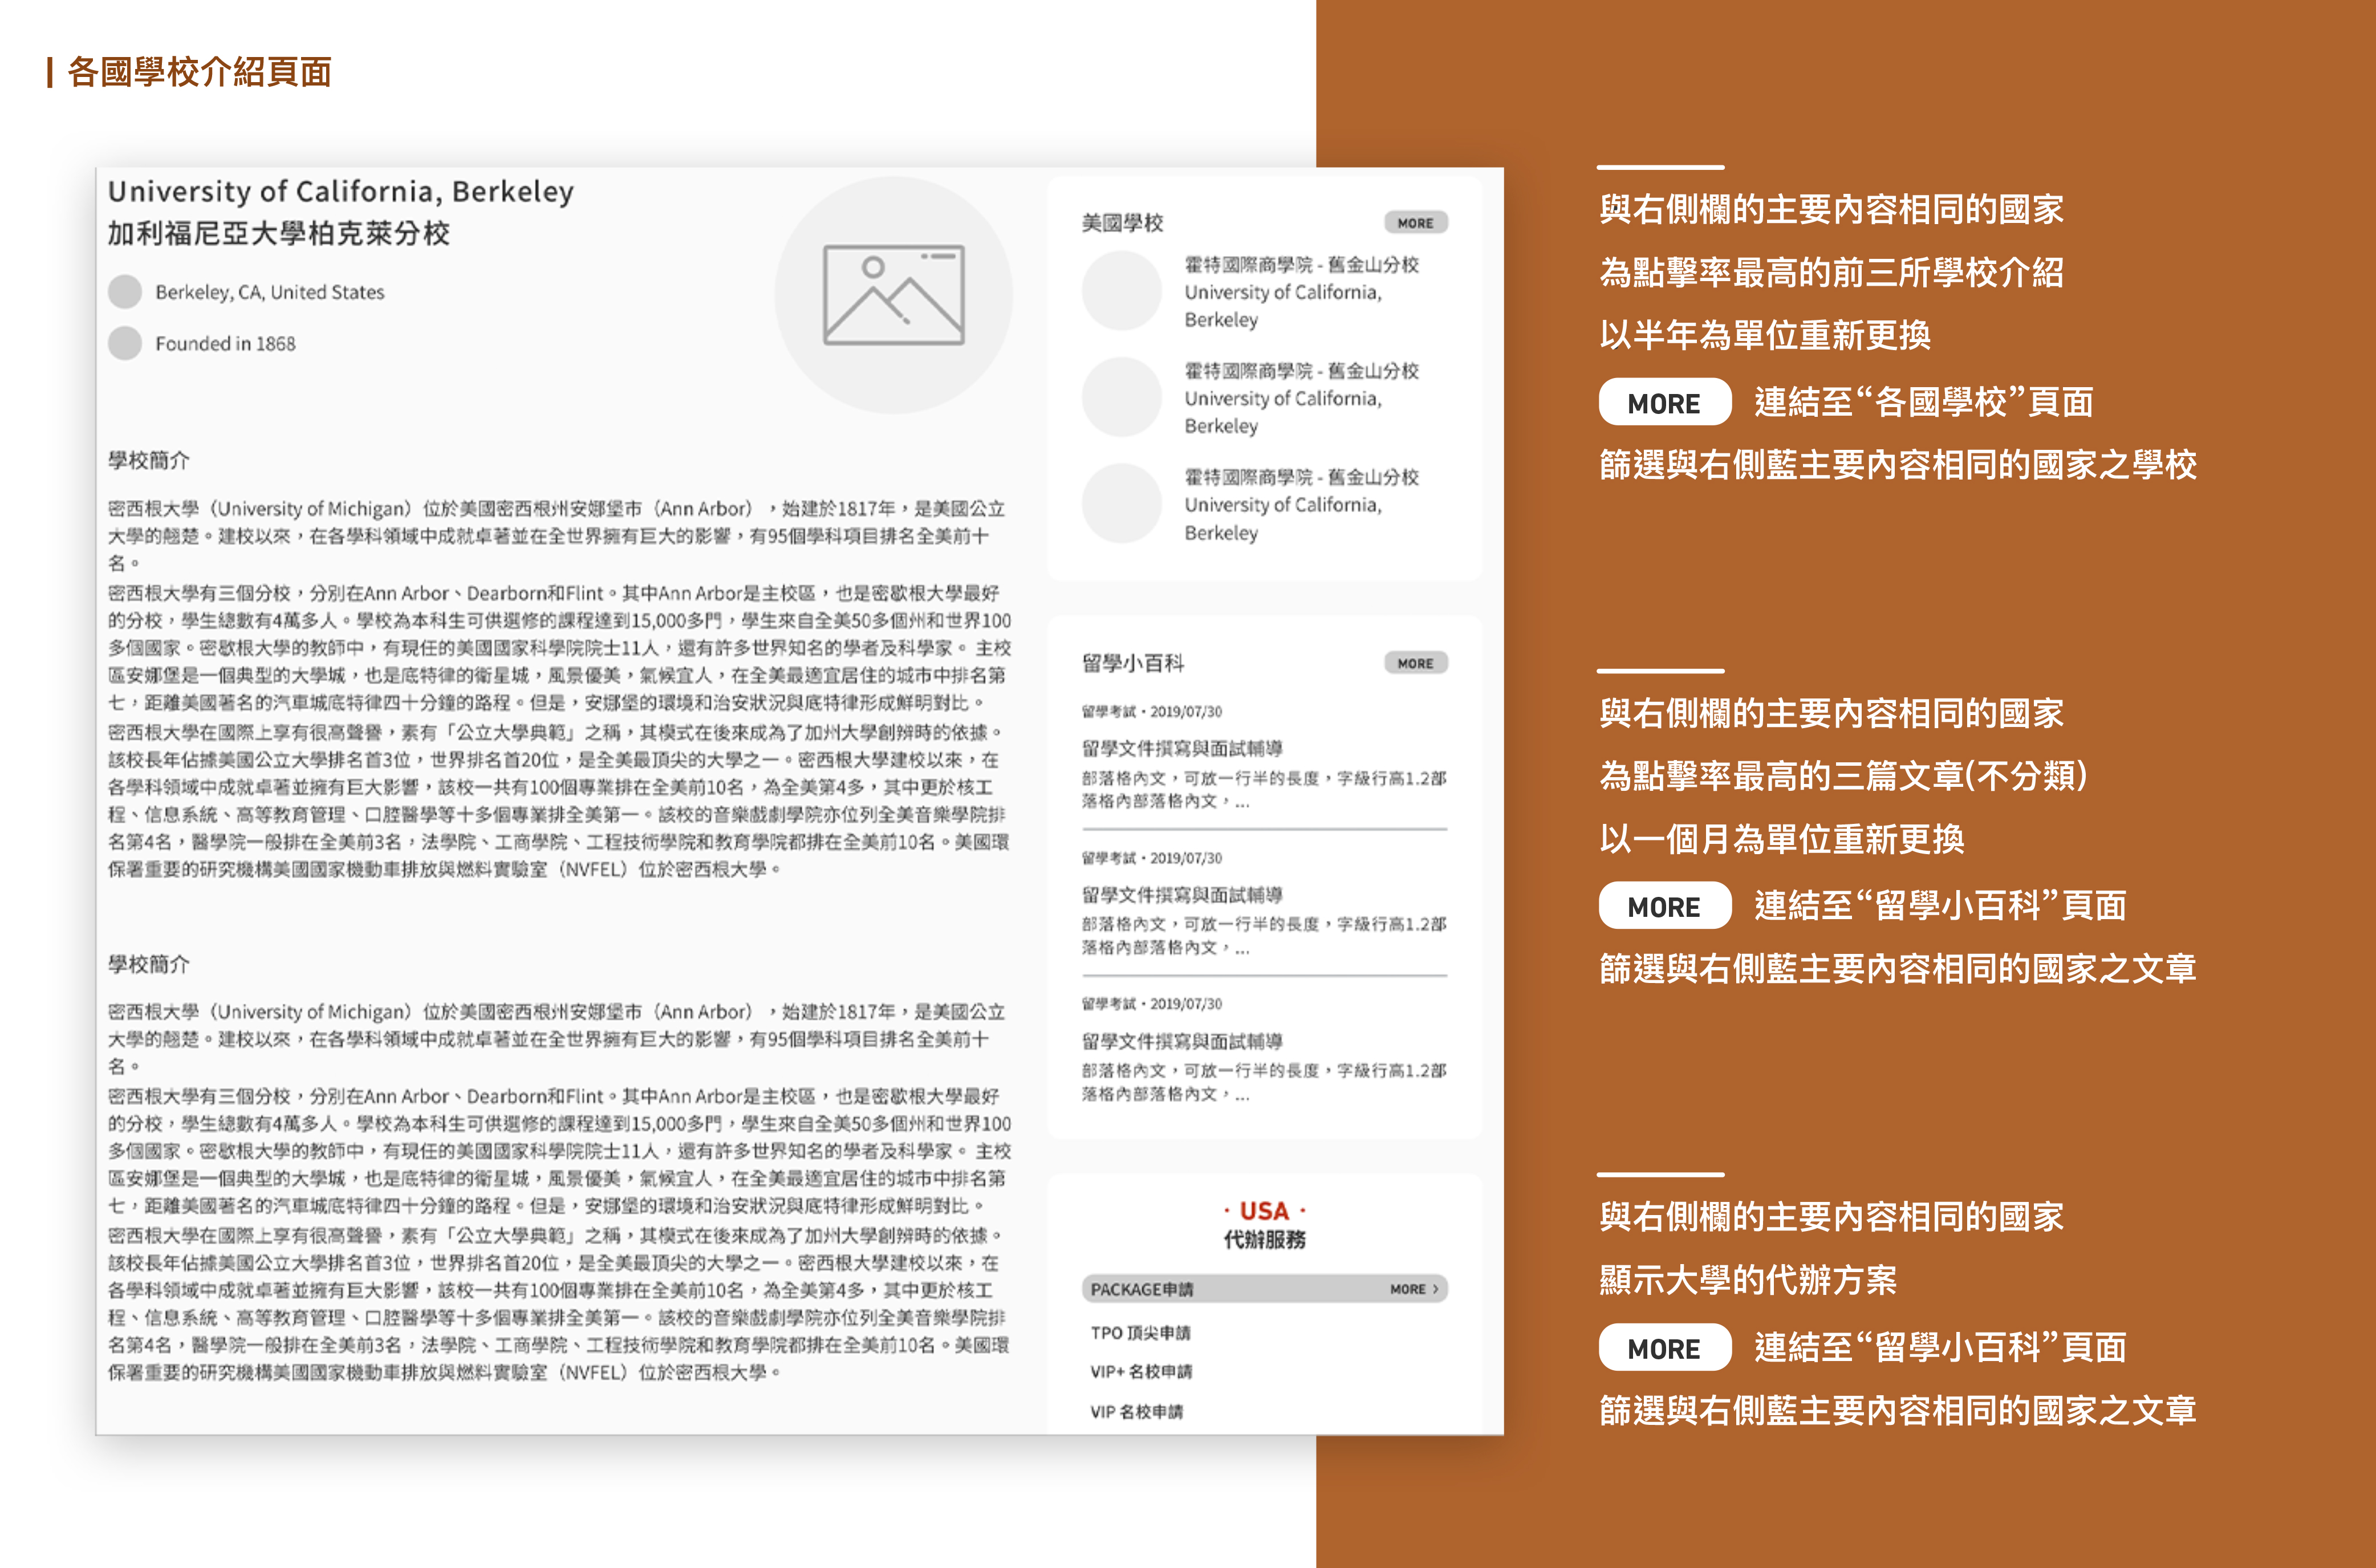 各國學校介紹頁面
University of California, Berkeley
加利福尼亞大學柏克萊分校
Berkeley, CA, United States
Founded in 1868
學校簡介
密西根大學（University of Michigan）位於美國密西根州安娜堡市（Ann Arbor），始建於1817年，是美國公立
大學的翹楚。建校以來，在各學科領域中成就卓著並在全世界擁有巨大的影響，有95個學科項目排名全美前十
名。
密西根大學有三個分校，分別在Ann Arbor、Dearborn和Flint。其中Ann Arbor是主校區，也是密歇根大學最好
的分校，學生總數有4萬多人。學校為本科生可供選修的課程達到15,000多門，學生來自全美50多個州和世界100
多個國家。密歇根大學的教師中，有現任的美國國家科學院院士11人，還有許多世界知名的學者及科學家。 主校
區安娜堡是一個典型的大學城，也是底特律的衛星城，風景優美，氣候宜人，在全美最適宜居住的城市中排名第
七，距離美國著名的汽車城底特律四十分鐘的路程。但是，安娜堡的環境和治安狀況與底特律形成鮮明對比。
密西根大學在國際上享有很高聲譽，素有「公立大學典範」之稱，其模式在後來成為了加州大學創辨時的依據。
該校長年佔據美國公立大學排名首3位，世界排名首20位，是全美最頂尖的大學之一。密西根大學建校以來，在
各學科領域中成就卓著並擁有巨大影響，該校一共有100個專業排在全美前10名，為全美第4多，其中更於核工
程、信息系統、高等教育管理、口腔醫學等十多個專業排全美第一。該校的音樂戲劇學院亦位列全美音樂學院排
名第4名，醫學院一般排在全美前3名，法學院、工商學院、工程技術學院和教育學院都排在全美前10名。美國環
保署重要的研究機構美國國家機動車排放與燃料實驗室（NVFEL）位於密西根大學。
學校簡介
密西根大學（University of Michigan）位於美國密西根州安娜堡市（Ann Arbor），始建於1817年，是美國公立
大學的翹楚。建校以來，在各學科領域中成就卓著並在全世界擁有巨大的影響，有95個學科項目排名全美前十
名。
密西根大學有三個分校，分別在Ann Arbor、Dearborn和Flint。其中Ann Arbor是主校區，也是密歇根大學最好
的分校，學生總數有4萬多人。學校為本科生可供選修的課程達到15,000多門，學生來自全美50多個州和世界100
多個國家。密歇根大學的教師中，有現任的美國國家科學院院士11人，還有許多世界知名的學者及科學家。 主校
區安娜堡是一個典型的大學城，也是底特律的衛星城，風景優美，氣候宜人，在全美最適宜居住的城市中排名第
七，距離美國著名的汽車城底特律四十分鐘的路程。但是，安娜堡的環境和治安狀況與底特律形成鮮明對比。
密西根大學在國際上享有很高聲譽，素有「公立大學典範」之稱，其模式在後來成為了加州大學創辨時的依據。
該校長年佔據美國公立大學排名首3位，世界排名首20位，是全美最頂尖的大學之一。密西根大學建校以來，在
各學科領域中成就卓著並擁有巨大影響，該校一共有100個專業排在全美前10名，為全美第4多，其中更於核工
程、信息系統、高等教育管理、口腔醫學等十多個專業排全美第一。該校的音樂戲劇學院亦位列全美音樂學院排
名第4名，醫學院一般排在全美前3名，法學院、工商學院、工程技術學院和教育學院都排在全美前10名。美國環
保署重要的研究機構美國國家機動車排放與燃料實驗室（NVFEL）位於密西根大學。
美國學校 MORE
霍特國際商學院 - 舊金山分校
University of California,
Berkeley
霍特國際商學院 - 舊金山分校
University of California,
Berkeley
霍特國際商學院 - 舊金山分校
University of California,
Berkeley
留學小百科 MORE
留學考試・2019/07/30
留學文件撰寫與面試輔導
部落格內文，可放一行半的長度，字級行高1.2部
落格內部落格內文，...
留學考試・2019/07/30
留學文件撰寫與面試輔導
部落格內文，可放一行半的長度，字級行高1.2部
落格內部落格內文，...
留學考試・2019/07/30
留學文件撰寫與面試輔導
部落格內文，可放一行半的長度，字級行高1.2部
落格內部落格內文，...
· USA ·
代辦服務
PACKAGE申請 MORE >
TPO 頂尖申請
VIP+ 名校申請
VIP 名校申請
與右側欄的主要內容相同的國家
為點擊率最高的前三所學校介紹
以半年為單位重新更換
MORE 連結至“各國學校”頁面
篩選與右側藍主要內容相同的國家之學校
與右側欄的主要內容相同的國家
為點擊率最高的三篇文章(不分類)
以一個月為單位重新更換
MORE 連結至“留學小百科”頁面
篩選與右側藍主要內容相同的國家之文章
與右側欄的主要內容相同的國家
顯示大學的代辦方案
MORE 連結至“留學小百科”頁面
篩選與右側藍主要內容相同的國家之文章